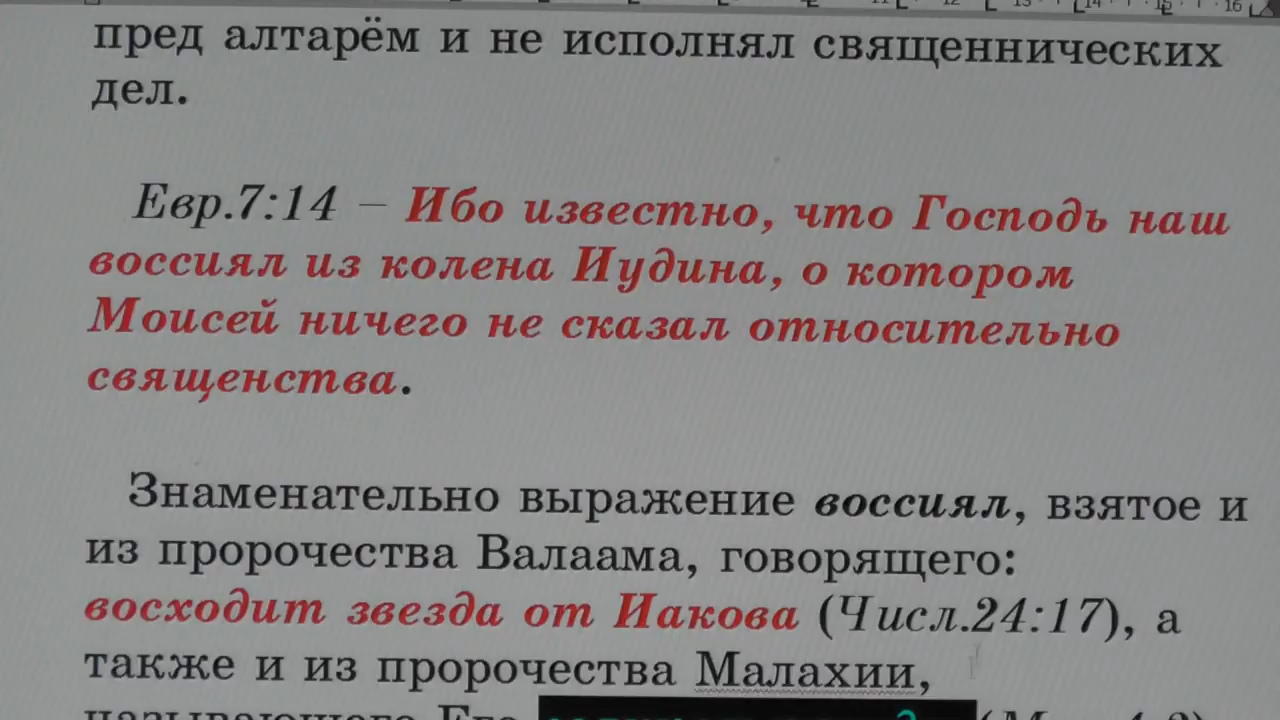 пред алтарём и не исполнял священнических
дел.
Евр.7:14 – Ибо известно, что Господь наш
воссиял из колена Иудина, о котором
Моисей ничего не сказал относительно
священства.
Знаменательно выражение воссиял, взятое и
из пророчества Валаама, говорящего:
восходит звезда от Иакова (Числ.24:17), а
также и из пророчества Малахии,